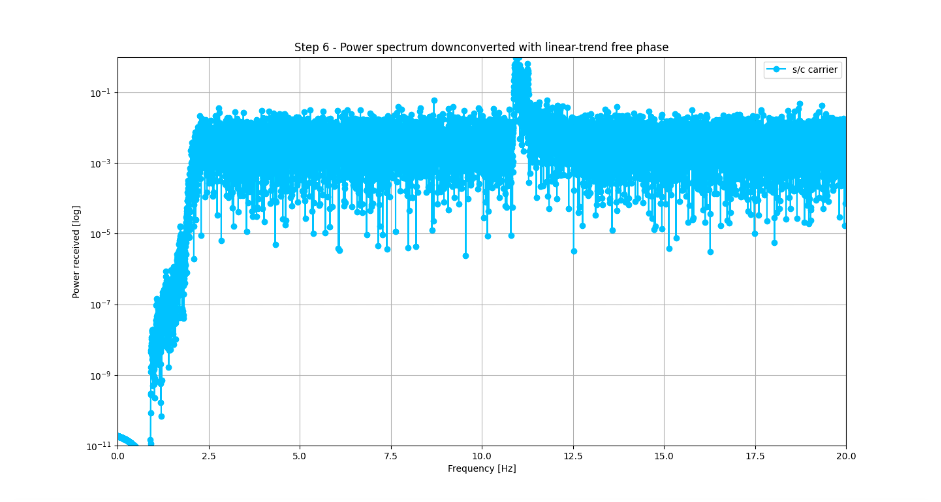 Step 6 - Power spectrum downconverted with linear-trend free phase
s/c carrier
Power received [log]
10⁻¹
10⁻³
10⁻⁵
10⁻⁷
10⁻⁹
10⁻¹¹
0.0 2.5 5.0 7.5 10.0 12.5 15.0 17.5 20.0
Frequency [Hz]